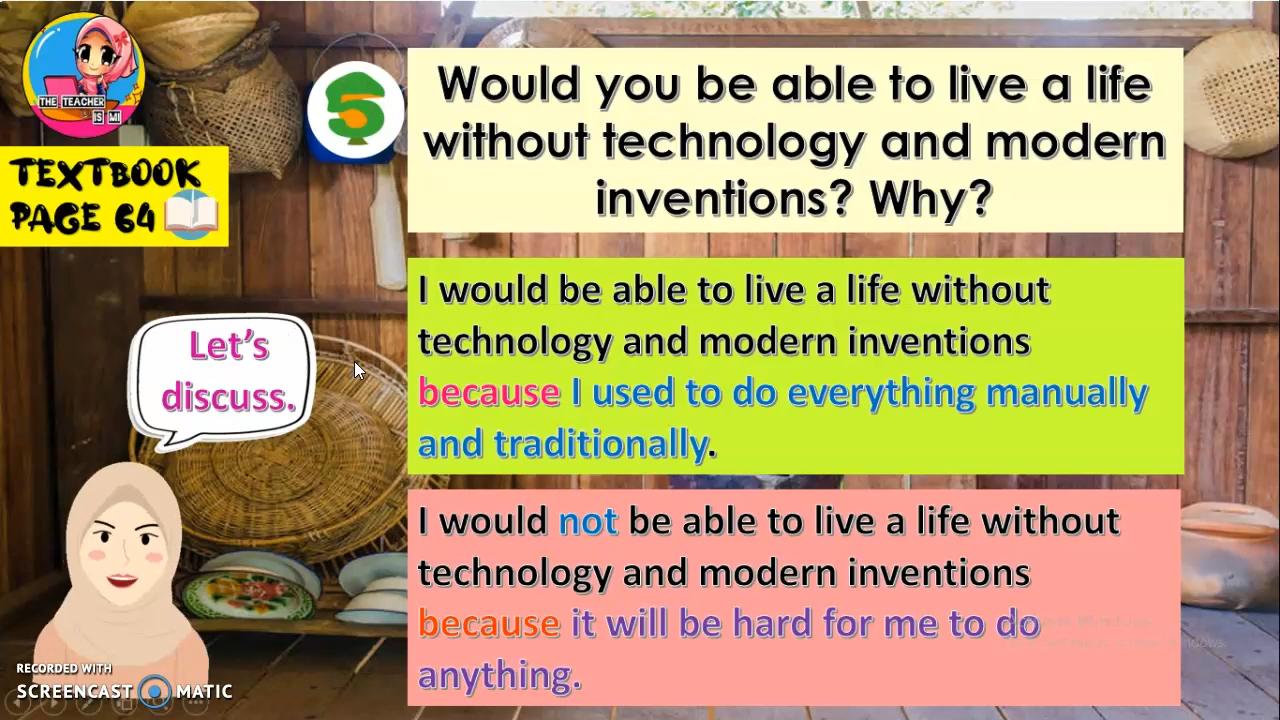 THE TEACHER
IS MI
TEXTBOOK
PAGE 64
5
Would you be able to live a life
without technology and modern
inventions? Why?
Let's
discuss.
I would be able to live a life without
technology and modern inventions
because I used to do everything manually
and traditionally.
I would not be able to live a life without
technology and modern inventions
because it will be hard for me to do
anything.
RECORDED WITH
SCREENCAST MATIC